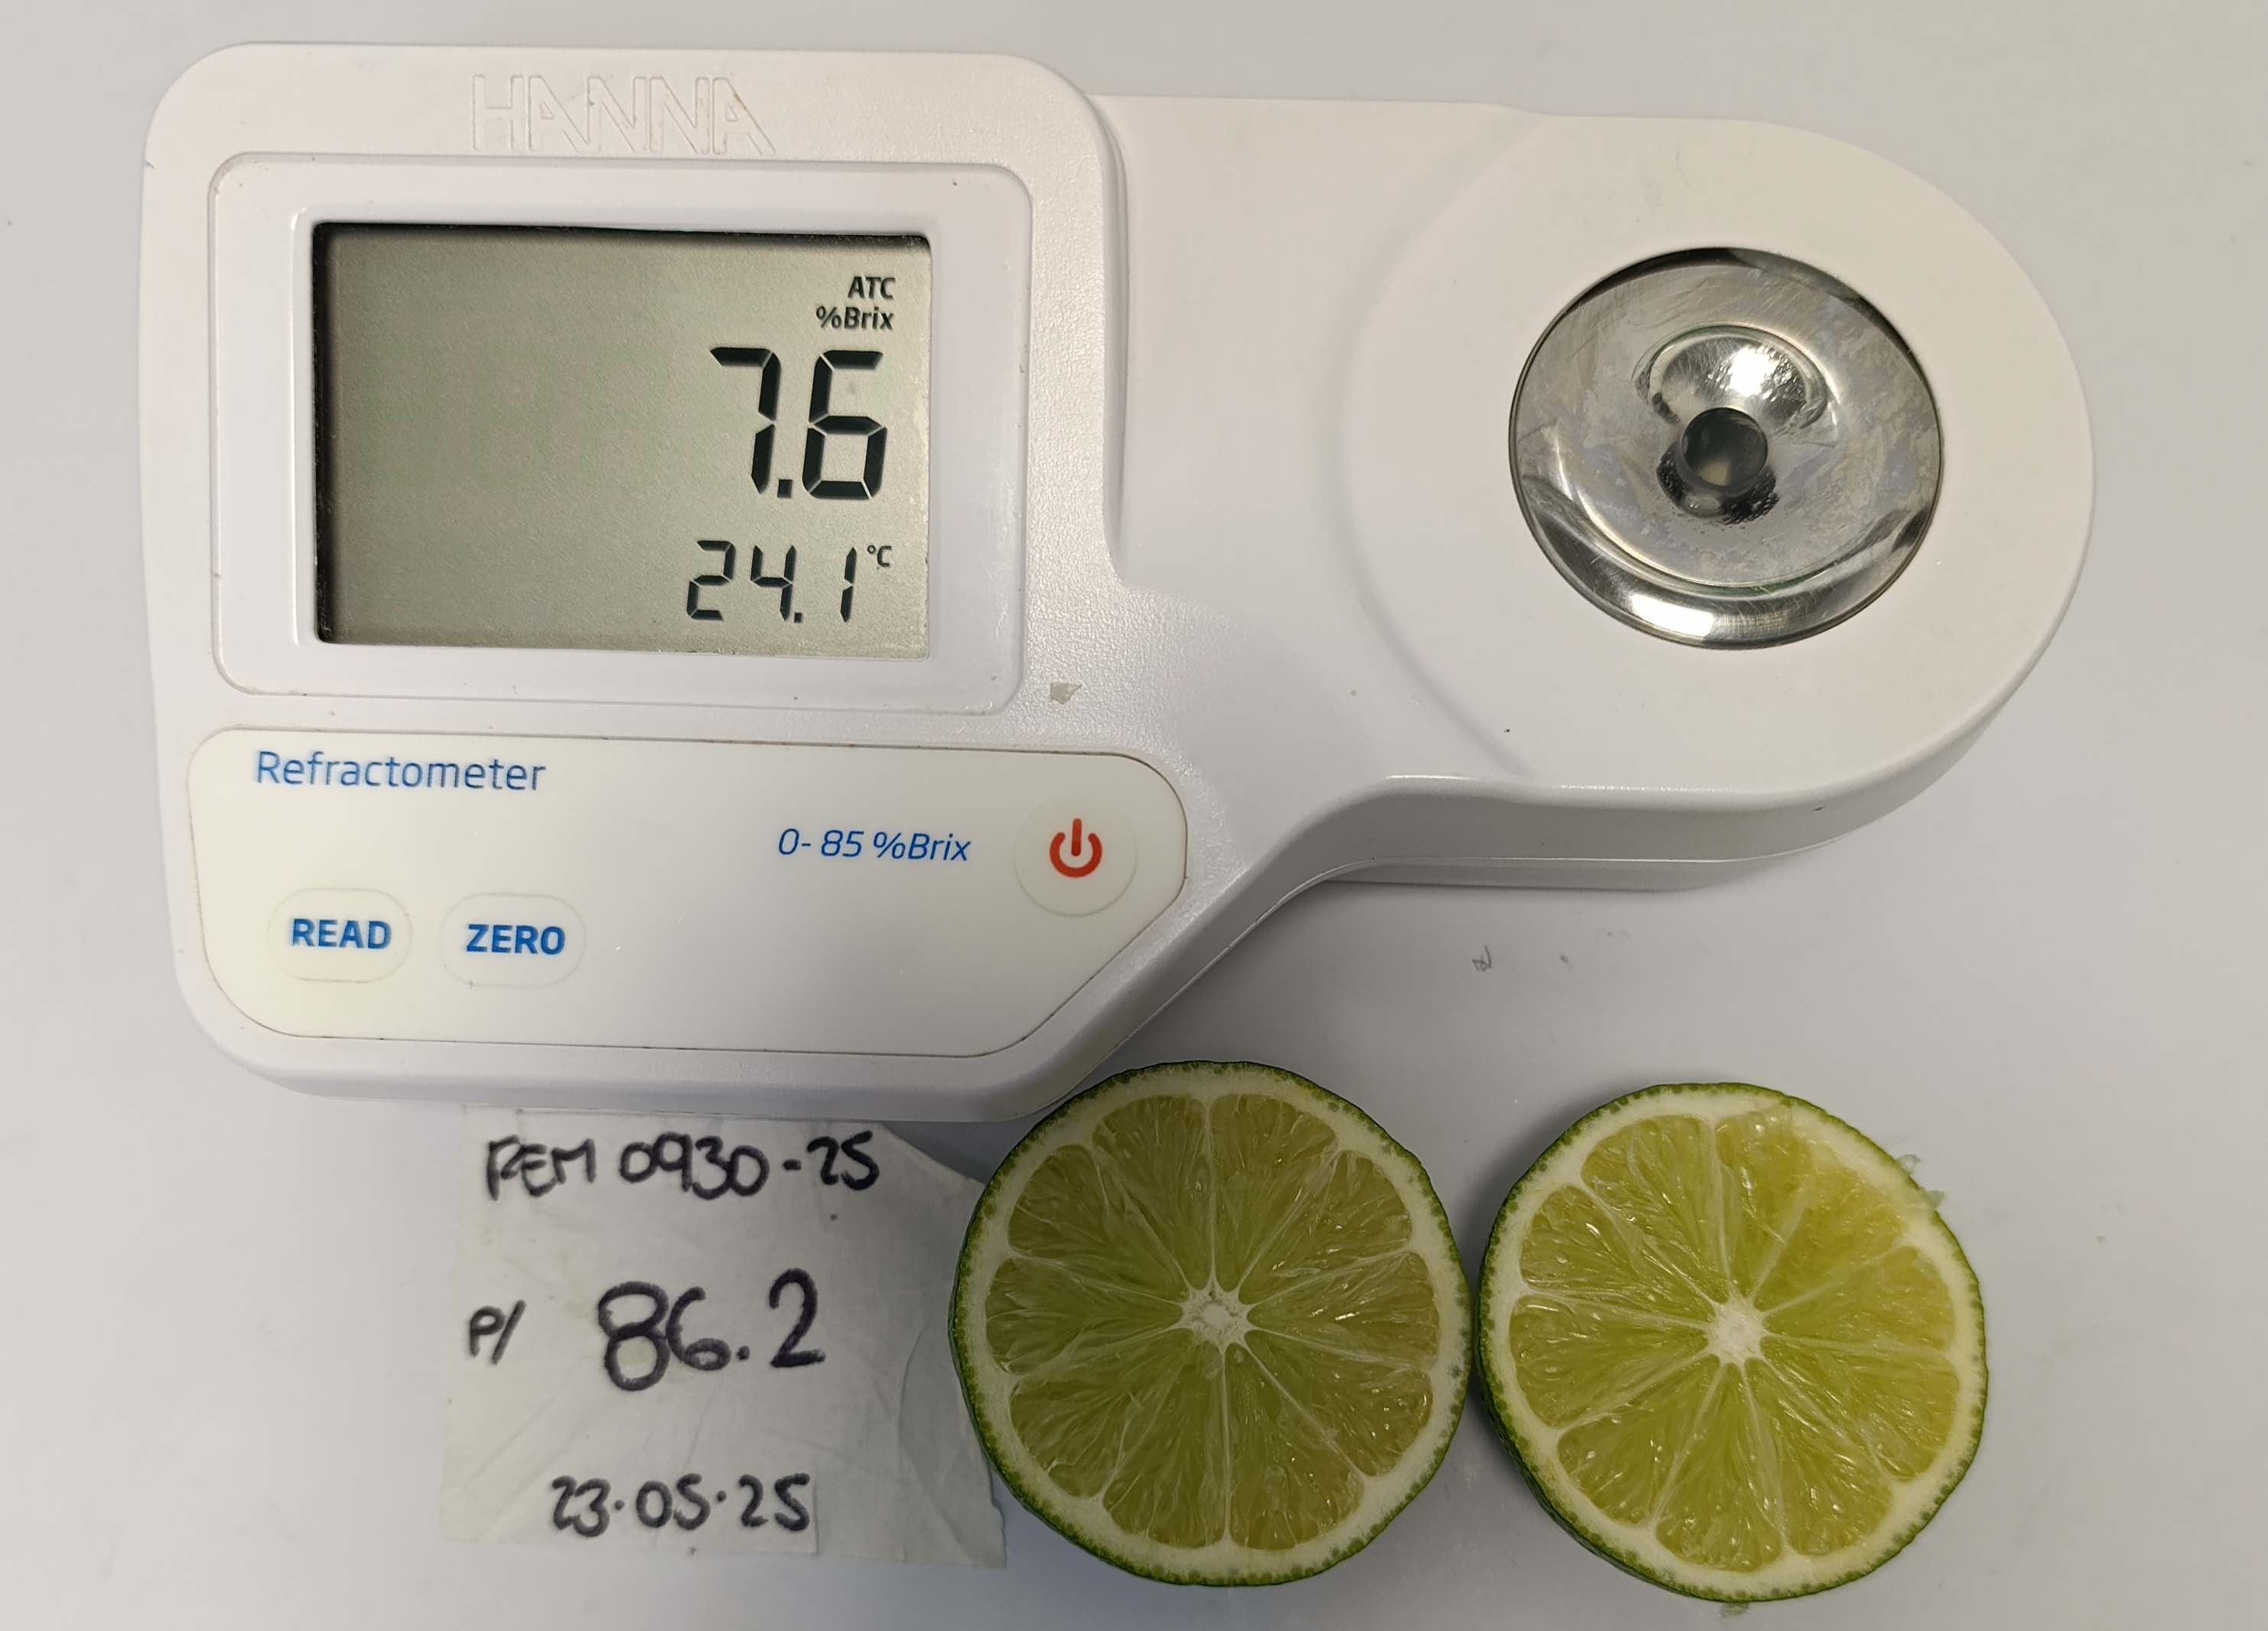 HANNA
ATC
%Brix
7.6
24.1 °C
Refractometer
0- 85 %Brix
READ
ZERO
FEM 0930-25
P/ 86.2
23.05.25